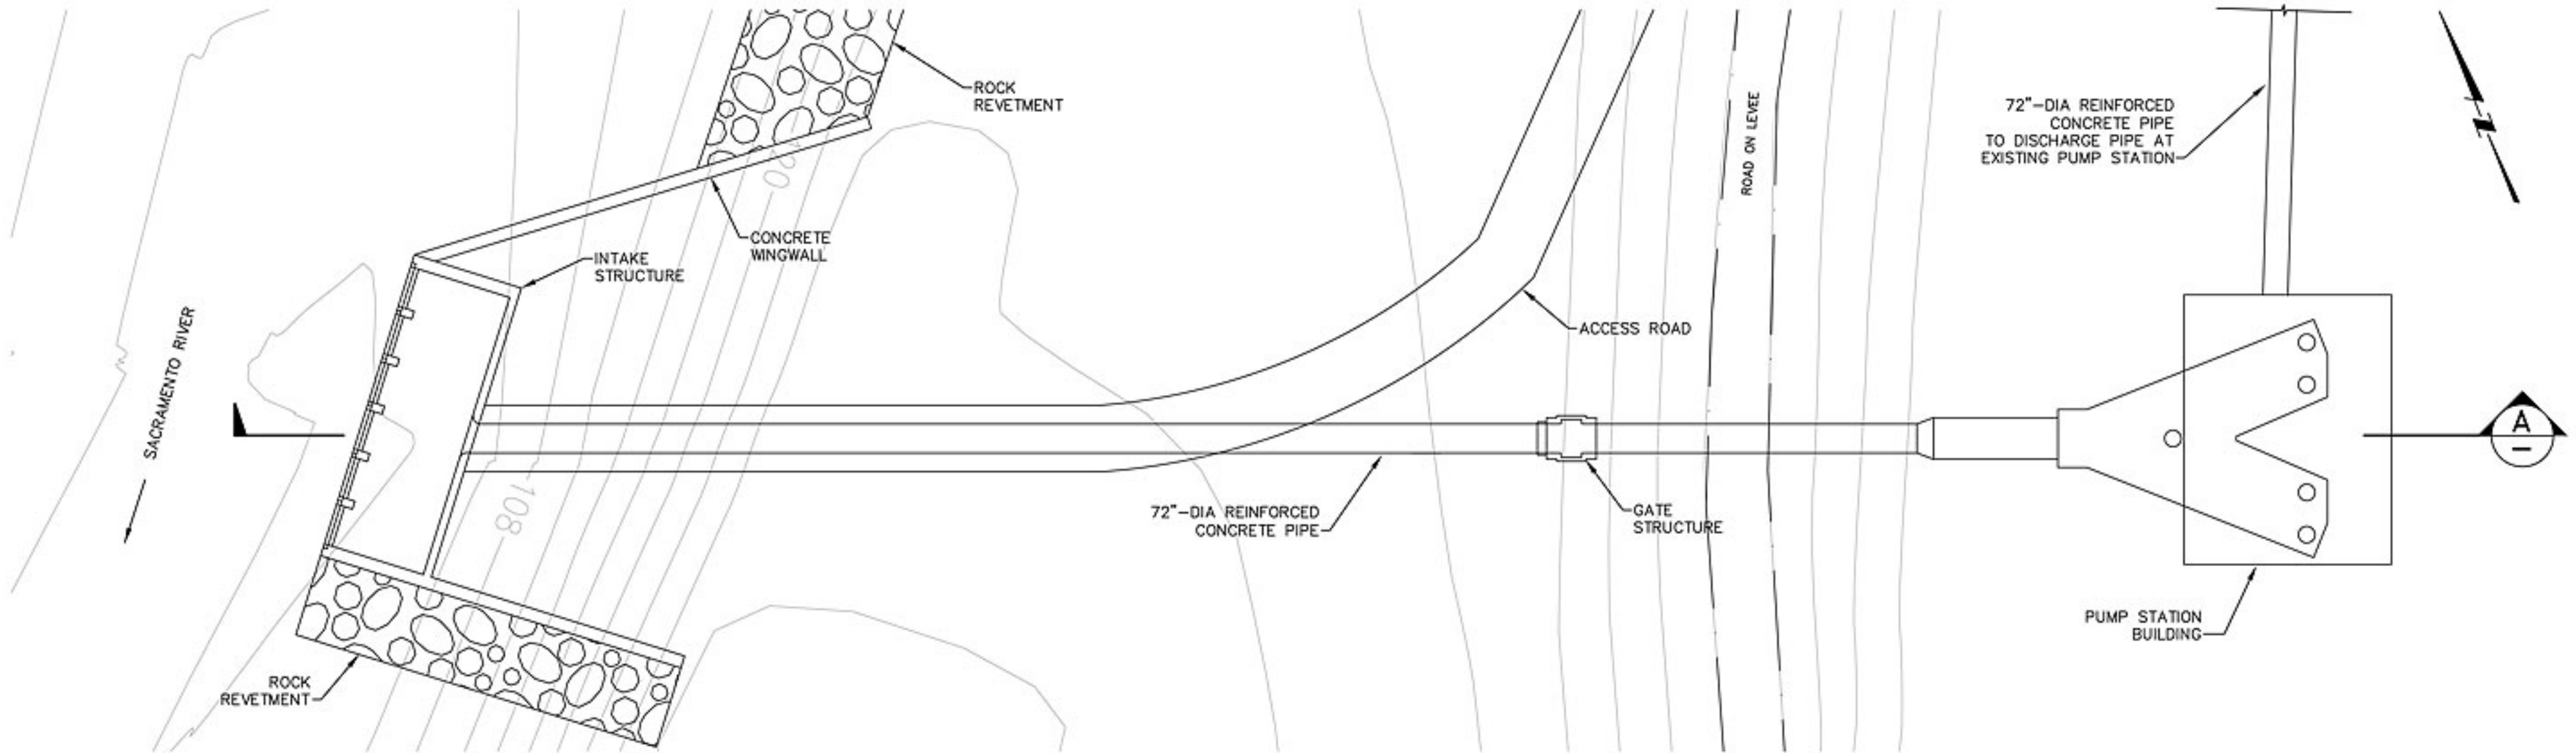 ROCK
REVETMENT
120
CONCRETE
WINGWALL
INTAKE
STRUCTURE
SACRAMENTO RIVER
108
ROCK
REVETMENT
ACCESS ROAD
ROAD ON LEVEE
72"-DIA REINFORCED
CONCRETE PIPE
GATE
STRUCTURE
72"-DIA REINFORCED
CONCRETE PIPE
TO DISCHARGE PIPE AT
EXISTING PUMP STATION
N
A
–
PUMP STATION
BUILDING